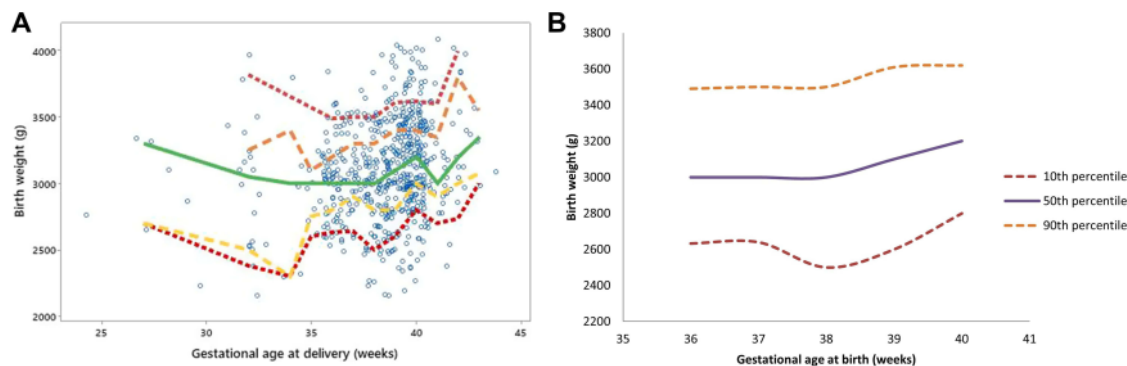 A
4000
3500
3000
2500
2000
Birth weight (g)
25
30
35
40
45
Gestational age at delivery (weeks)
B
3800
3600
3400
3200
3000
2800
2600
2400
2200
Birth weight (g)
35
36
37
38
39
40
41
Gestational age at birth (weeks)
10th percentile
50th percentile
90th percentile